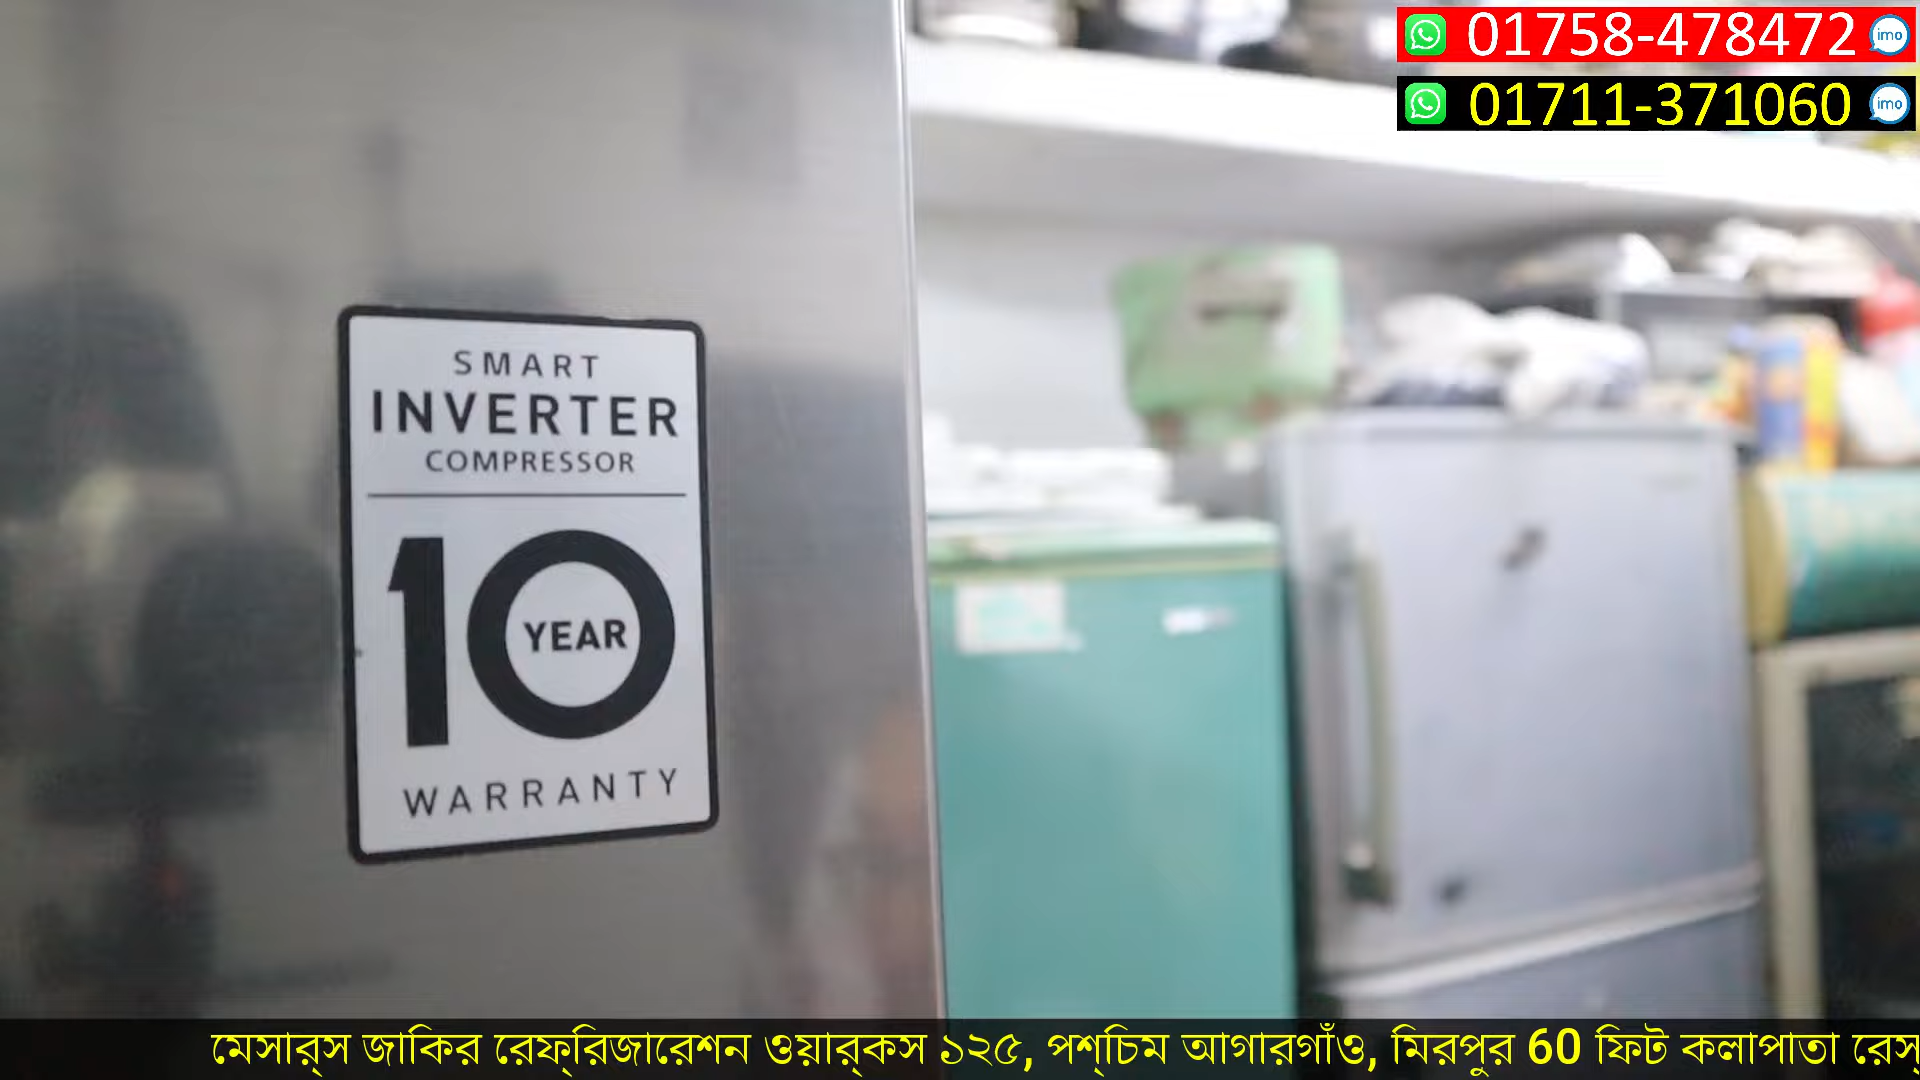 01758-478472 imo
01711-371060 imo
SMART
INVERTER
COMPRESSOR
10
YEAR
WARRANTY
মেসার্স জাকির রেফ্রিজারেশন ওয়ার্কস ১২৫, পশ্চিম আগারগাঁও, মিরপুর 60 ফিট কলাপাতা